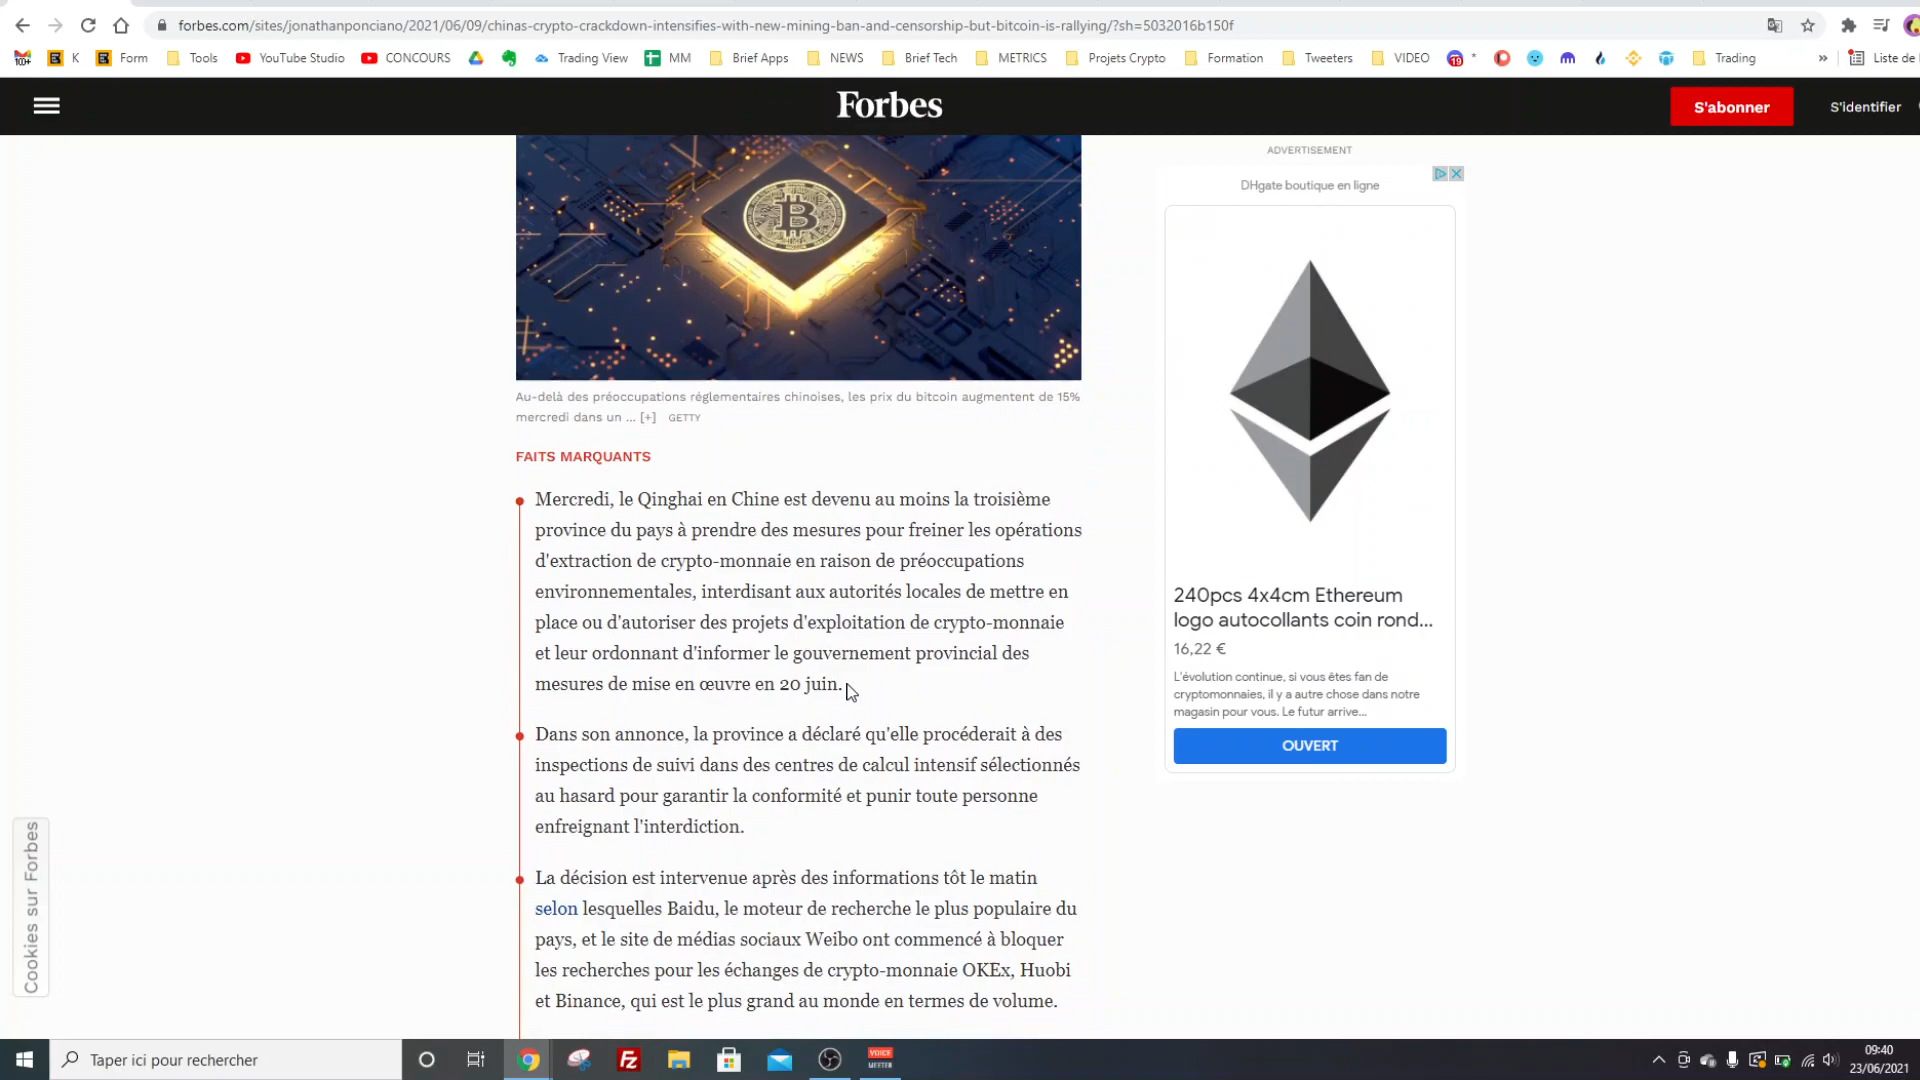 forbes.com/sites/jonathanponciano/2021/06/09/chinas-crypto-crackdown-intensifies-with-new-mining-ban-and-censorship-but-bitcoin-is-rallying/?sh=5032016b150f
100+ K Form Tools YouTube Studio CONCOURS Trading View MM Brief Apps NEWS Brief Tech METRICS Projets Crypto Formation Tweeters VIDEO 19 * Trading » Liste de
Forbes
S'abonner
S'identifier
ADVERTISEMENT
DHgate boutique en ligne
240pcs 4x4cm Ethereum
logo autocollants coin rond...
16,22 €
L'évolution continue, si vous êtes fan de
cryptomonnaies, il y a autre chose dans notre
magasin pour vous. Le futur arrive...
OUVERT
Au-delà des préoccupations réglementaires chinoises, les prix du bitcoin augmentent de 15%
mercredi dans un ... [+] GETTY
FAITS MARQUANTS
Mercredi, le Qinghai en Chine est devenu au moins la troisième
province du pays à prendre des mesures pour freiner les opérations
d'extraction de crypto-monnaie en raison de préoccupations
environnementales, interdisant aux autorités locales de mettre en
place ou d'autoriser des projets d'exploitation de crypto-monnaie
et leur ordonnant d'informer le gouvernement provincial des
mesures de mise en œuvre en 20 juin.
Dans son annonce, la province a déclaré qu'elle procéderait à des
inspections de suivi dans des centres de calcul intensif sélectionnés
au hasard pour garantir la conformité et punir toute personne
enfreignant l'interdiction.
La décision est intervenue après des informations tôt le matin
selon lesquelles Baidu, le moteur de recherche le plus populaire du
pays, et le site de médias sociaux Weibo ont commencé à bloquer
les recherches pour les échanges de crypto-monnaie OKEx, Huobi
et Binance, qui est le plus grand au monde en termes de volume.
Cookies sur Forbes
Taper ici pour rechercher
VOICE
MEETER
09:40
23/06/2021